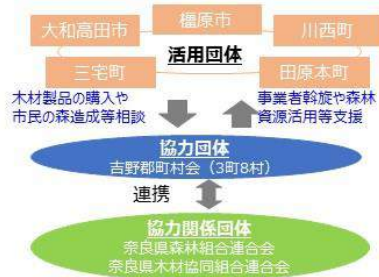 大和高田市
橿原市
川西町
活用団体
三宅町
田原本町
木材製品の購入や
市民の森造成等相談
事業者斡旋や森林
資源活用等支援
協力団体
吉野郡町村会（3町8村）
連携
協力関係団体
奈良県森林組合連合会
奈良県木材協同組合連合会